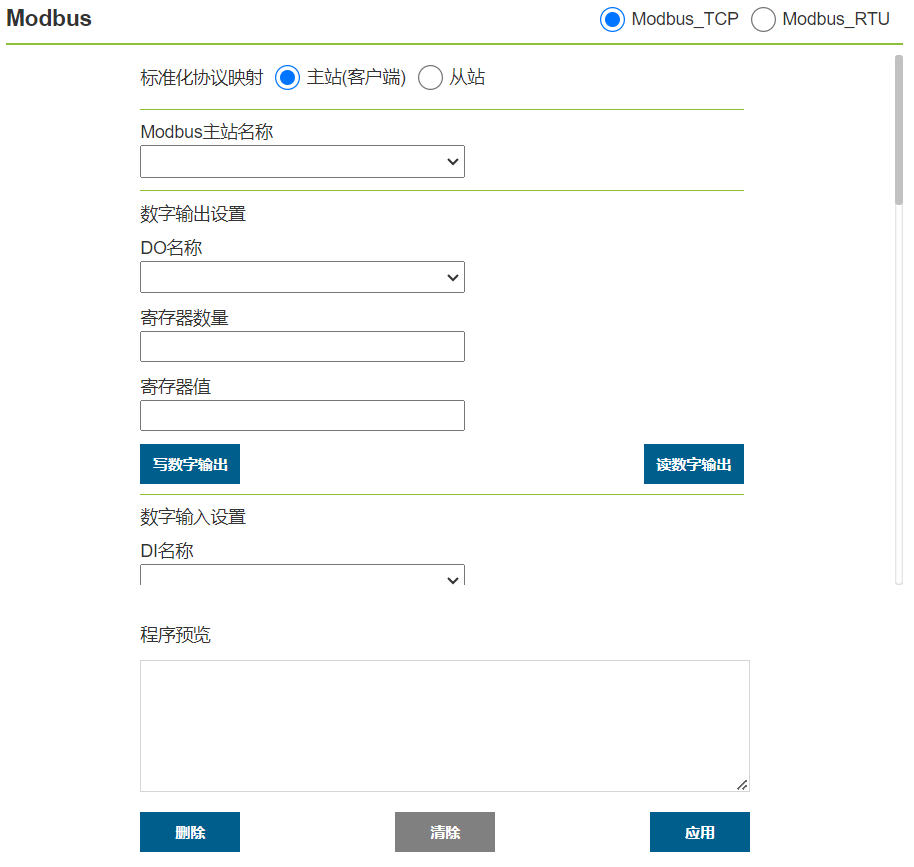 Modbus Modbus_TCP Modbus_RTU
标准化协议映射 主站(客户端) 从站
Modbus主站名称
数字输出设置
DO名称
寄存器数量
寄存器值
写数字输出 读数字输出
数字输入设置
DI名称
程序预览
删除 清除 应用